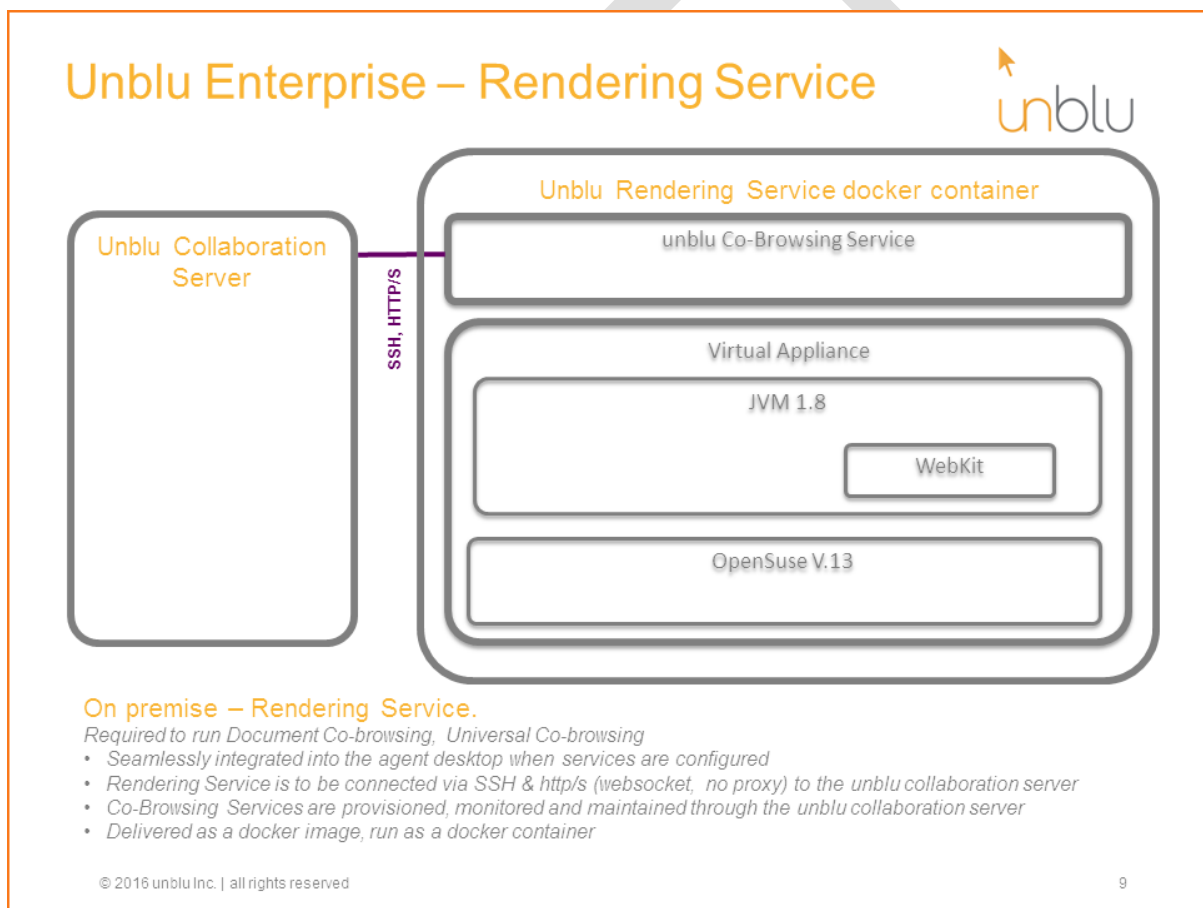 Unblu Enterprise – Rendering Service
unblu
Unblu Rendering Service docker container
Unblu Collaboration
Server
SSH, HTTP/S
unblu Co-Browsing Service
Virtual Appliance
JVM 1.8
WebKit
OpenSuse V.13
On premise – Rendering Service.
Required to run Document Co-browsing, Universal Co-browsing
• Seamlessly integrated into the agent desktop when services are configured
• Rendering Service is to be connected via SSH & http/s (websocket, no proxy) to the unblu collaboration server
• Co-Browsing Services are provisioned, monitored and maintained through the unblu collaboration server
• Delivered as a docker image, run as a docker container
© 2016 unblu Inc. | all rights reserved
9